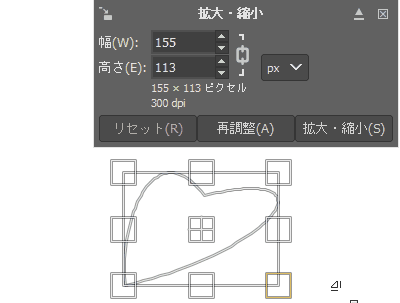 拡大・縮小
幅(W): 155
高さ(E): 113 px
155 × 113 ピクセル
300 dpi
リセット(R) 再調整(A) 拡大・縮小(S)